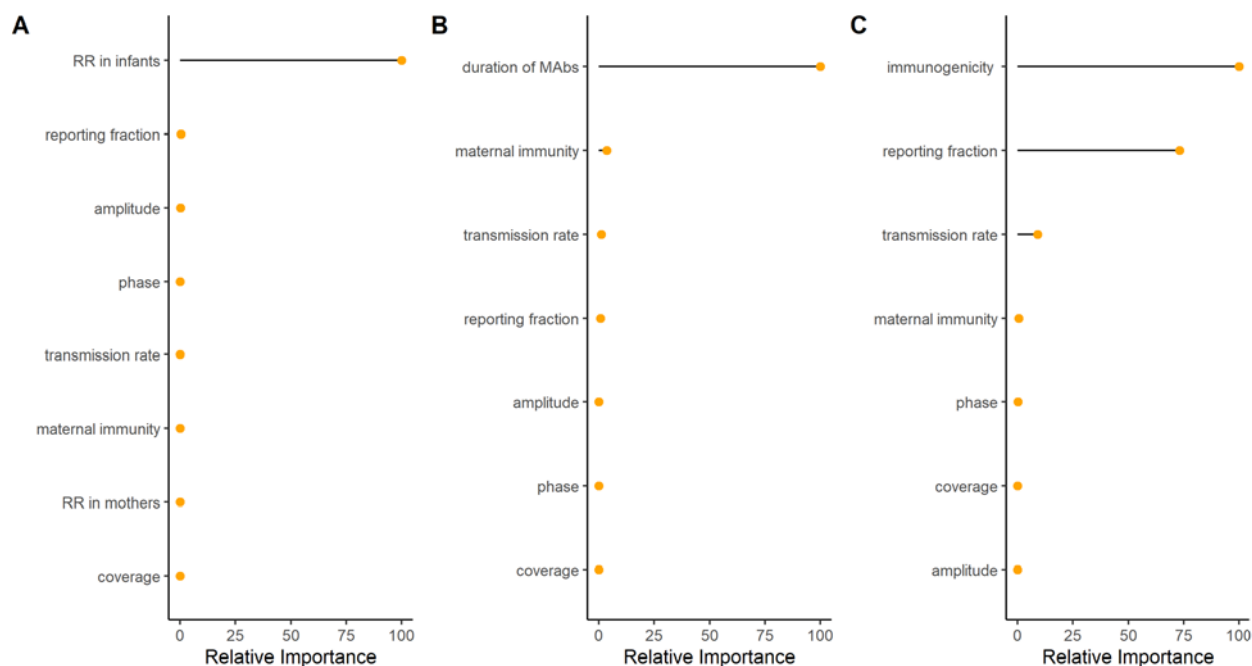 A
RR in infants
reporting fraction
amplitude
phase
transmission rate
maternal immunity
RR in mothers
coverage
0 25 50 75 100
Relative Importance
B
duration of MAbs
maternal immunity
transmission rate
reporting fraction
amplitude
phase
coverage
0 25 50 75 100
Relative Importance
C
immunogenicity
reporting fraction
transmission rate
maternal immunity
phase
coverage
amplitude
0 25 50 75 100
Relative Importance